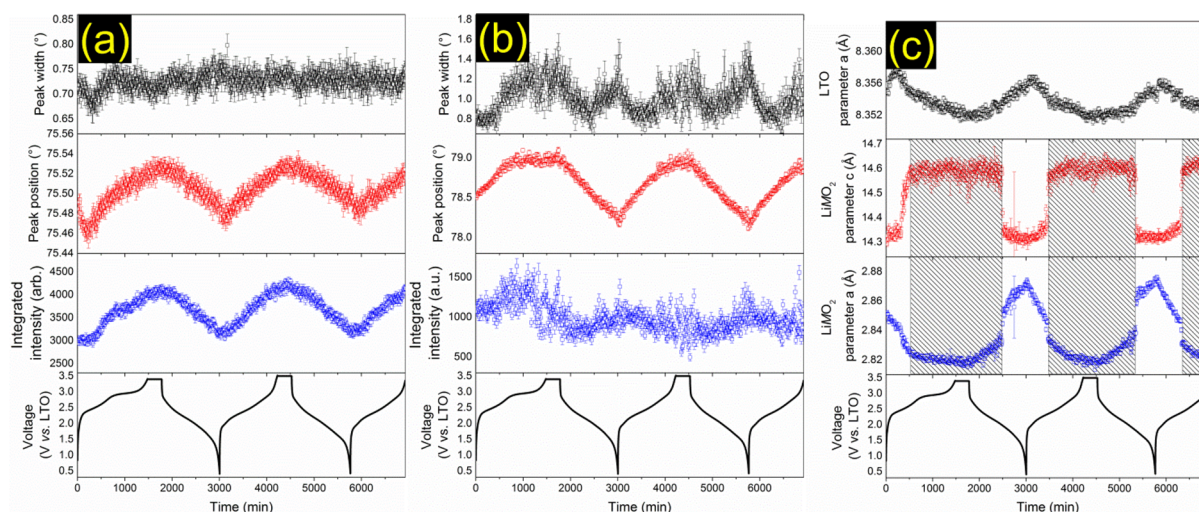 (a)
Peak width (°)
0.85
0.80
0.75
0.70
0.65
Peak position (°)
75.56
75.54
75.52
75.50
75.48
75.46
75.44
Integrated
intensity (arb.)
4500
4000
3500
3000
2500
Voltage
(V vs. LTO)
3.5
3.0
2.5
2.0
1.5
1.0
0.5
0 1000 2000 3000 4000 5000 6000
Time (min)
(b)
Peak width (°)
1.8
1.6
1.4
1.2
1.0
0.8
Peak position (°)
79.0
78.5
78.0
Integrated
intensity (a.u.)
1500
1000
500
Voltage
(V vs. LTO)
3.5
3.0
2.5
2.0
1.5
1.0
0.5
0 1000 2000 3000 4000 5000 6000
Time (min)
(c)
LTO
parameter a (Å)
8.360
8.356
8.352
LiMO2
parameter c (Å)
14.7
14.6
14.5
14.4
14.3
LiMO2
parameter a (Å)
2.88
2.86
2.84
2.82
Voltage
(V vs. LTO)
3.5
3.0
2.5
2.0
1.5
1.0
0.5
0 1000 2000 3000 4000 5000 6000
Time (min)